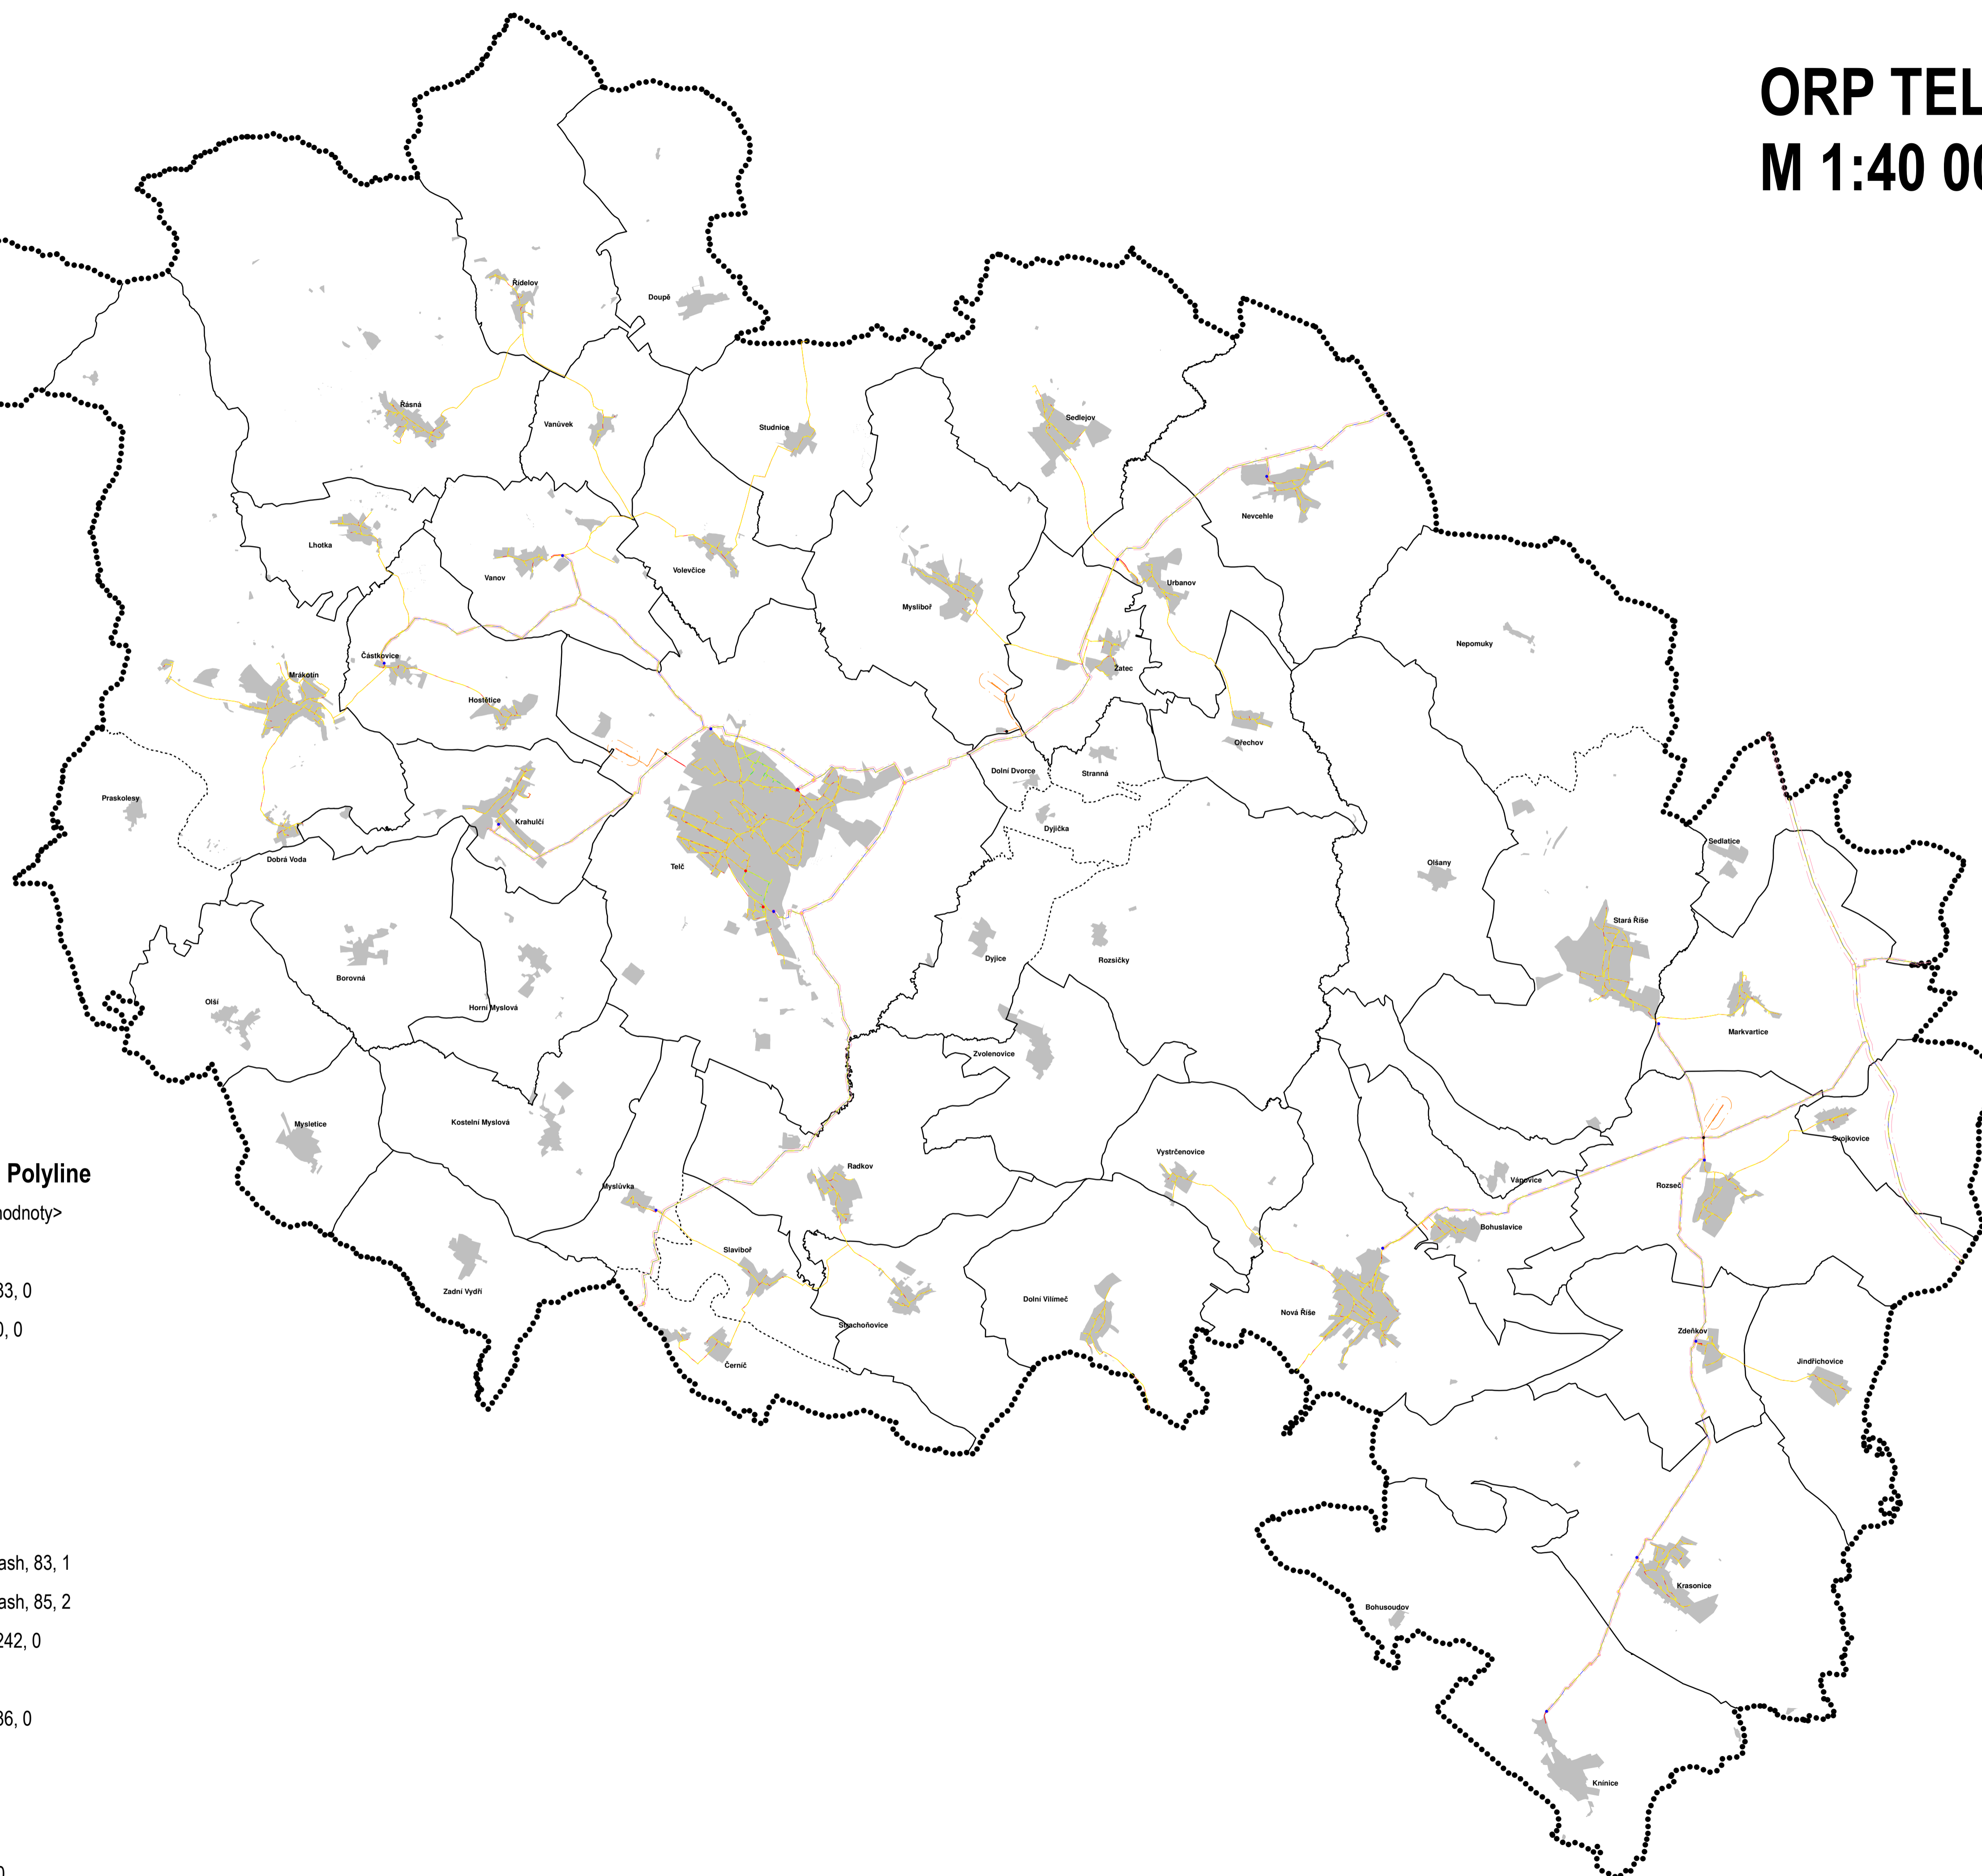 ORP TEL
M 1:40 00
Řídelov
Doupě
Řásná
Vanůvek
Studnice
Sedlejov
Nevcehle
Lhotka
Vanov
Volevčice
Mysliboř
Urbanov
Nepomuky
Částkovice
Mrákotín
Žatec
Hostětice
Ořechov
Dolní Dvorce
Stranná
Praskolesy
Krahulčí
Dyjička
Dobrá Voda
Telč
Olšany
Sedlatice
Stará Říše
Borovná
Dyjice
Rozsíčky
Olší
Horní Myslová
Markvartice
Zvolenovice
Mysletice
Kostelní Myslová
Svojkovice
Vystrčenovice
Radkov
Vápovice
Rozseč
Myslůvka
Bohuslavice
Slaviboř
Zadní Vydří
Dolní Vilímeč
Nová Říše
Strachoňovice
Zdeňkov
Černíč
Jindřichovice
Krasonice
Bohusoudov
Knínice
Polyline
hodnoty>
33, 0
0, 0
ash, 83, 1
ash, 85, 2
242, 0
36, 0